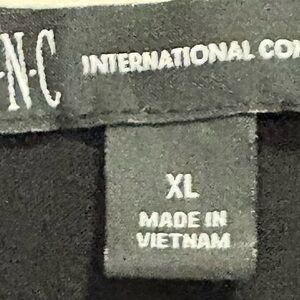 ·N·C INTERNATIONAL CO
XL
MADE IN
VIETNAM